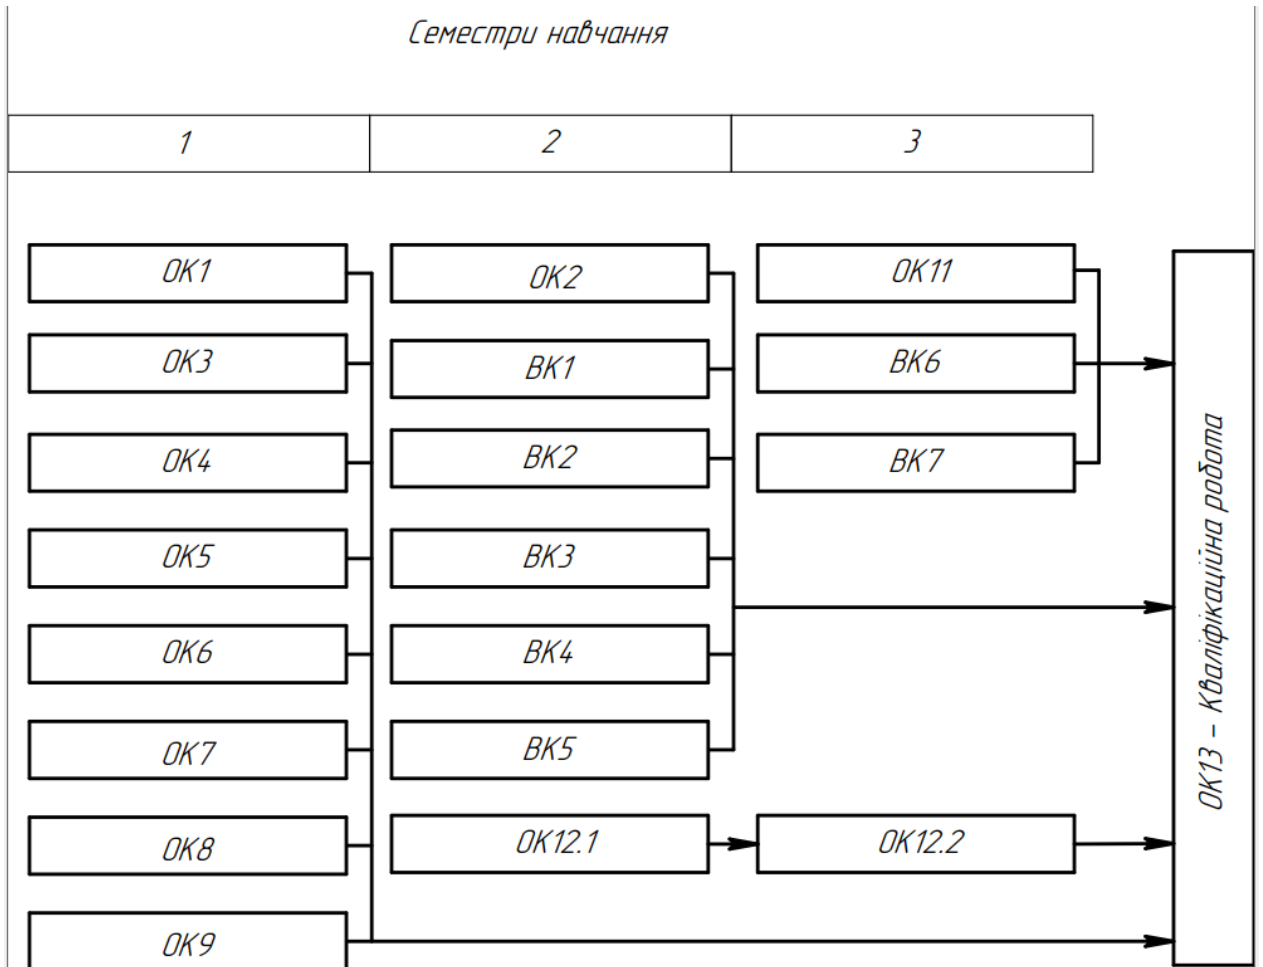 Семестри навчання
1 2 3
ОК1 ОК2 ОК11
ОК3 ВК1 ВК6
ОК4 ВК2 ВК7
ОК5 ВК3
ОК6 ВК4
ОК7 ВК5
ОК8 ОК12.1 ОК12.2
ОК9
ОК13 – Кваліфікаційна робота